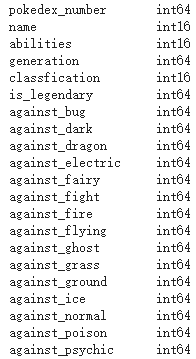 pokedex_number int64
name int16
abilities int16
generation int64
classfication int16
is_legendary int64
against_bug int64
against_dark int64
against_dragon int64
against_electric int64
against_fairy int64
against_fight int64
against_fire int64
against_flying int64
against_ghost int64
against_grass int64
against_ground int64
against_ice int64
against_normal int64
against_poison int64
against_psychic int64